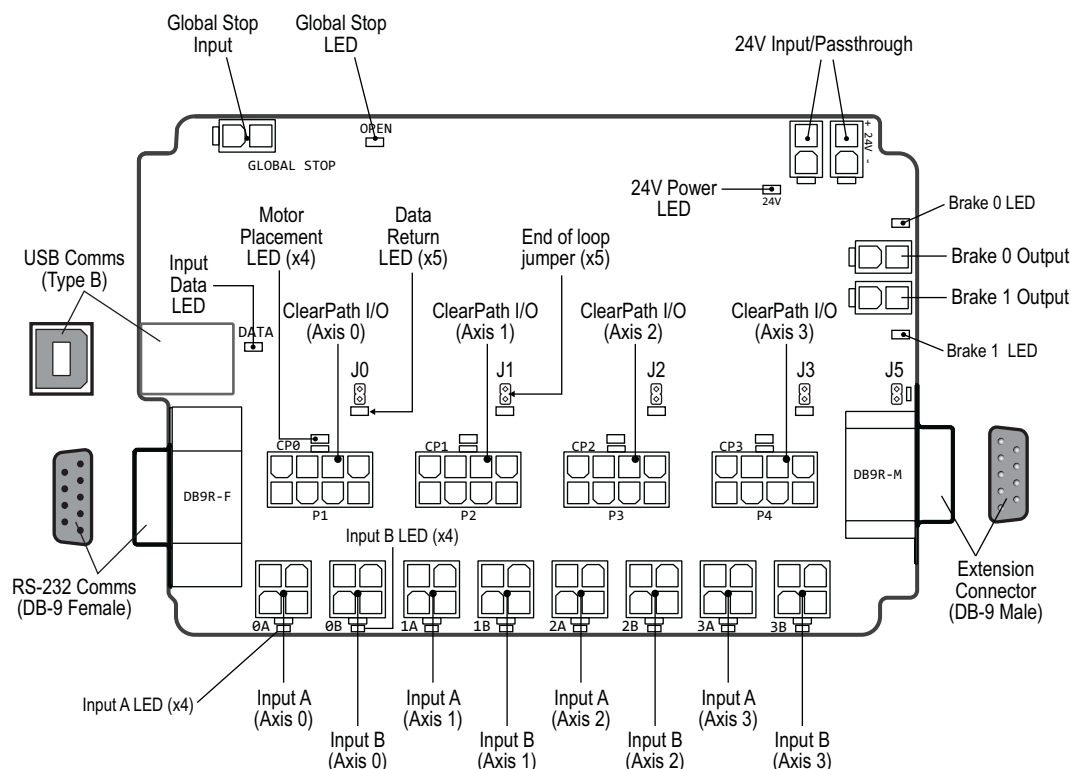 Global Stop
Input
Global Stop
LED
24V Input/Passthrough
OPEN
GLOBAL STOP
+ 24V -
24V Power
LED
24V
Brake 0 LED
Brake 0 Output
Brake 1 Output
Brake 1 LED
Motor
Placement
LED (x4)
Data
Return
LED (x5)
End of loop
jumper (x5)
USB Comms
(Type B)
Input
Data
LED
DATA
ClearPath I/O
(Axis 0)
ClearPath I/O
(Axis 1)
ClearPath I/O
(Axis 2)
ClearPath I/O
(Axis 3)
J0
J1
J2
J3
J5
CP0
CP1
CP2
CP3
DB9R-F
DB9R-M
P1
P2
P3
P4
Input B LED (x4)
RS-232 Comms
(DB-9 Female)
Extension
Connector
(DB-9 Male)
0A
0B
1A
1B
2A
2B
3A
3B
Input A LED (x4)
Input A
(Axis 0)
Input B
(Axis 0)
Input A
(Axis 1)
Input B
(Axis 1)
Input A
(Axis 2)
Input B
(Axis 2)
Input A
(Axis 3)
Input B
(Axis 3)